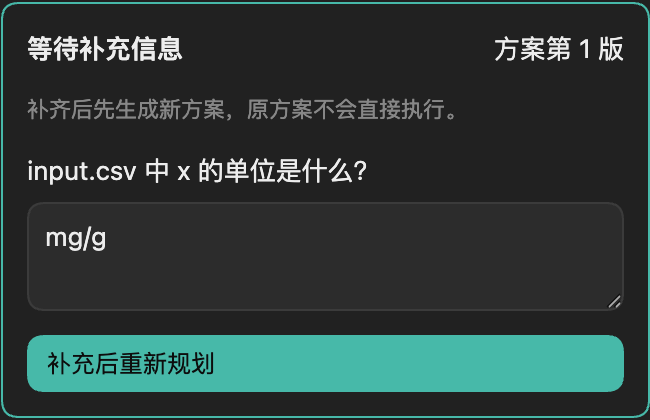 等待补充信息
方案第 1 版
补齐后先生成新方案，原方案不会直接执行。
input.csv 中 x 的单位是什么?
mg/g
补充后重新规划